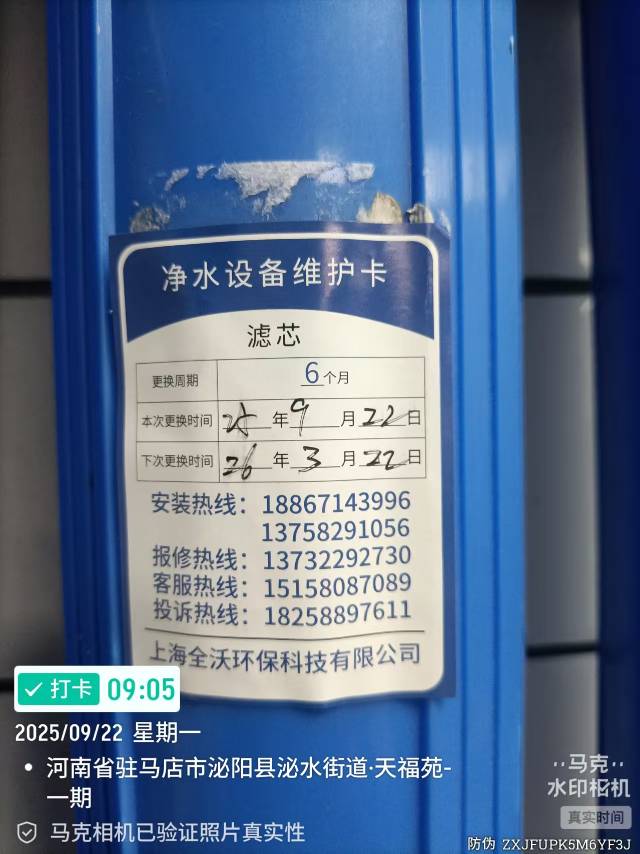 净水设备维护卡
滤芯
更换周期 6个月
本次更换时间 25年9月22日
下次更换时间 26年3月22日
安装热线：18867143996
13758291056
报修热线：13732292730
客服热线：15158087089
投诉热线：18258897611
上海全沃环保科技有限公司
打卡 09:05
2025/09/22 星期一
河南省驻马店市泌阳县泌水街道·天福苑-
一期
马克相机已验证照片真实性
马克
水印相机
真实时间
防伪 ZXJFUPK5M6YF3J